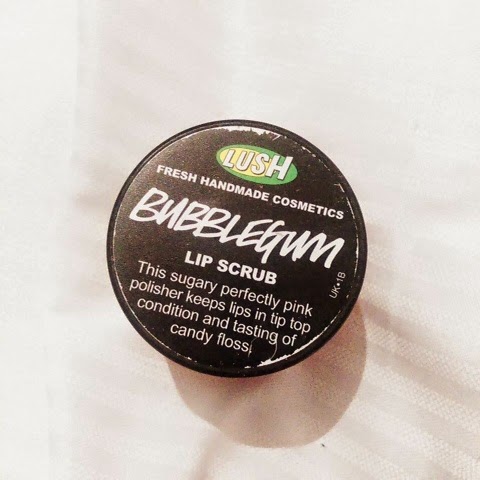 LUSH
FRESH HANDMADE COSMETICS
BUBBLEGUM
LIP SCRUB
This sugary perfectly pink
polisher keeps lips in tip top
condition and tasting of
candy floss.
UK•1B